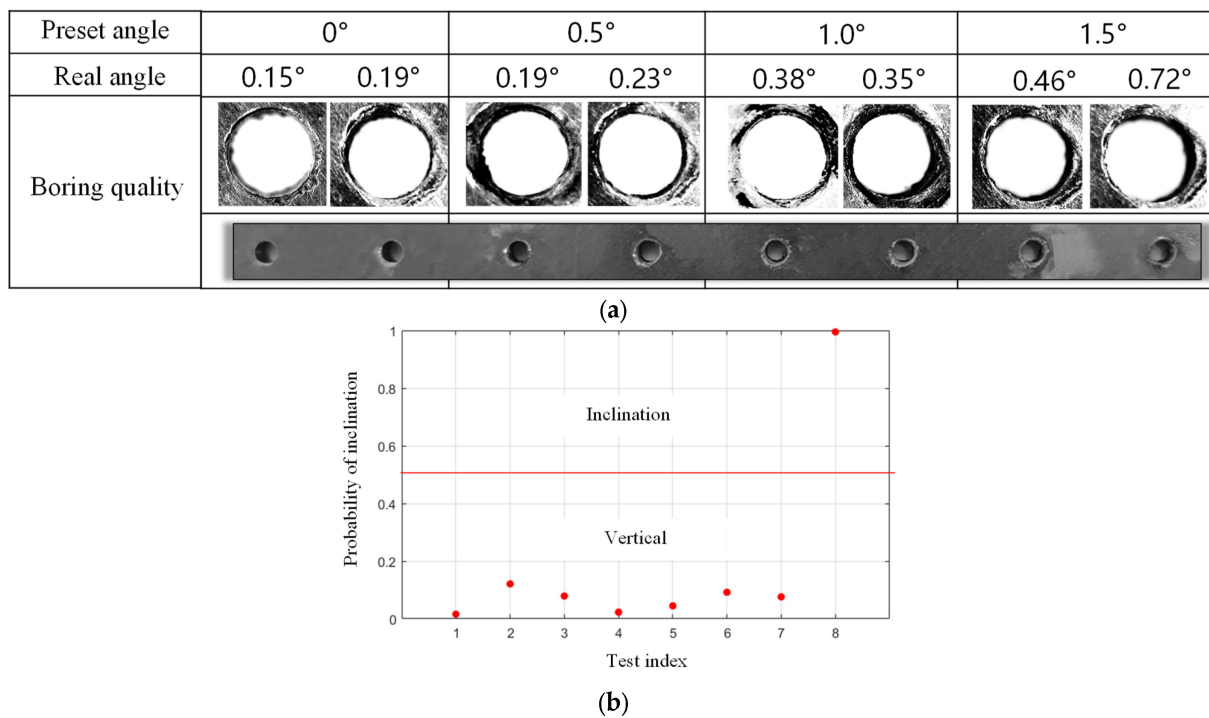 Preset angle 0° 0.5° 1.0° 1.5°
Real angle 0.15° 0.19° 0.19° 0.23° 0.38° 0.35° 0.46° 0.72°
Boring quality
(a)
1
0.8
0.6
0.4
0.2
0
Probability of inclination
Inclination
Vertical
1 2 3 4 5 6 7 8
Test index
(b)